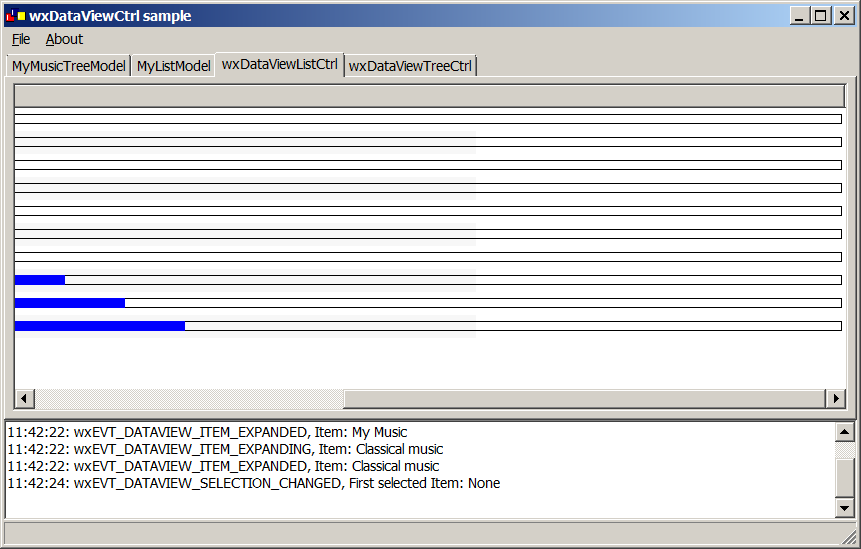 wxDataViewCtrl sample
File About
MyMusicTreeModel MyListModel wxDataViewListCtrl wxDataViewTreeCtrl
11:42:22: wxEVT_DATAVIEW_ITEM_EXPANDED, Item: My Music
11:42:22: wxEVT_DATAVIEW_ITEM_EXPANDING, Item: Classical music
11:42:22: wxEVT_DATAVIEW_ITEM_EXPANDED, Item: Classical music
11:42:24: wxEVT_DATAVIEW_SELECTION_CHANGED, First selected Item: None